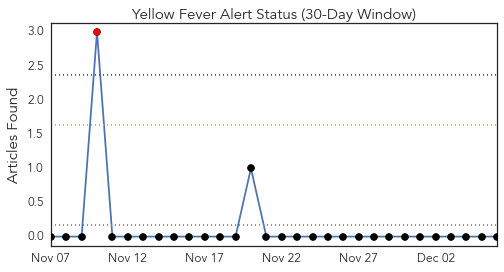 Yellow Fever Alert Status (30-Day Window)
Articles Found
3.0
2.5
2.0
1.5
1.0
0.5
0.0
Nov 07 Nov 12 Nov 17 Nov 22 Nov 27 Dec 02